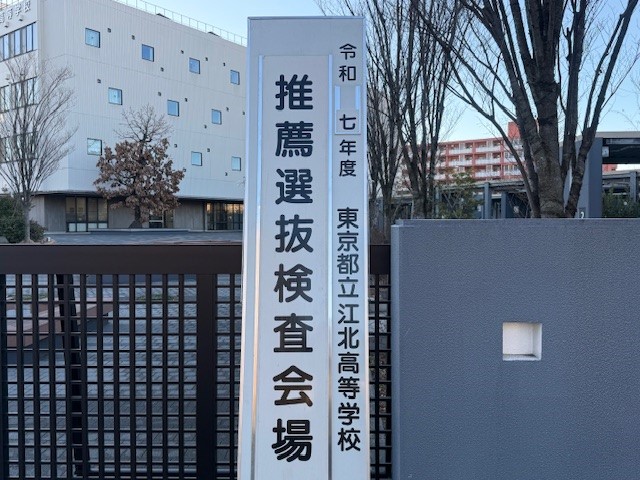 令和 七年度 東京都立江北高等学校
推薦選抜検査会場